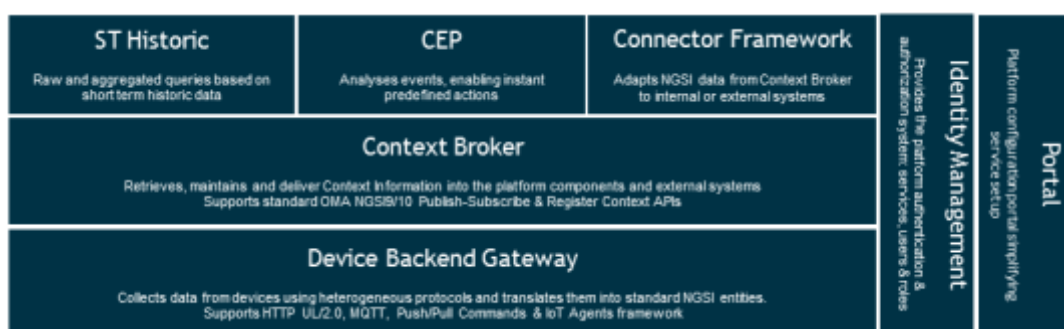 ST Historic
Raw and aggregated queries based on
short term historic data
CEP
Analyses events, enabling instant
predefined actions
Connector Framework
Adapts NGSI data from Context Broker
to internal or external systems
Context Broker
Retrieves, maintains and deliver Context Information into the platform components and external systems
Supports standard OMA NGSI9/10 Publish-Subscribe & Register Context APIs
Device Backend Gateway
Collects data from devices using heterogeneous protocols and translates them into standard NGSI entities.
Supports HTTP UL/2.0, MQTT, Push/Pull Commands & IoT Agents framework
Identity Management
Provides the platform authentication &
authorization system: services, users & roles
Portal
Platform configuration portal simplifying
service setup